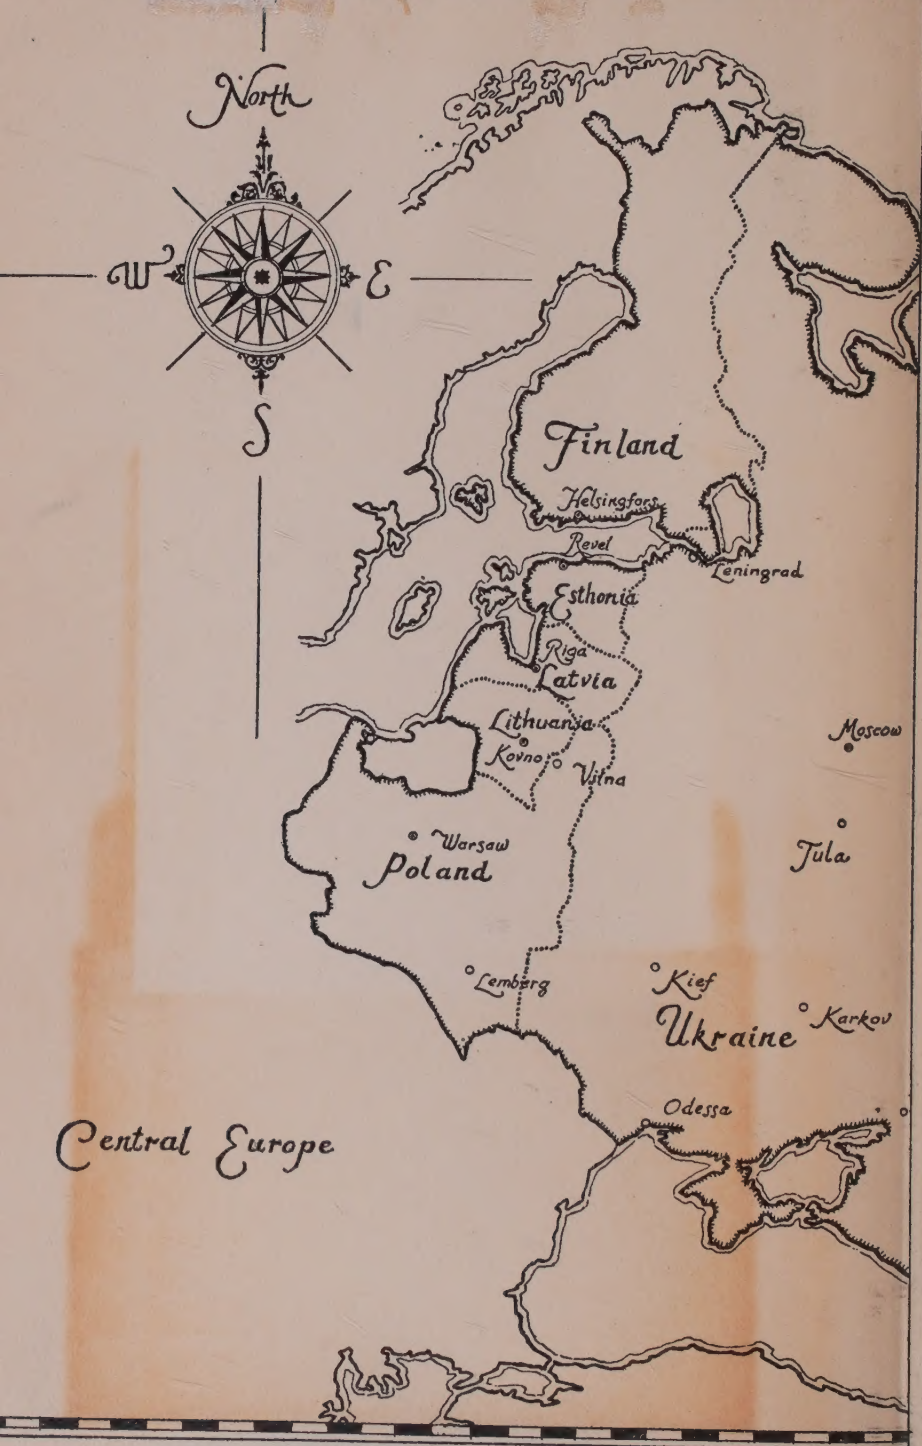 North
W
E
S
Finland
Helsingfors
Revel
Leningrad
Esthonia
Riga
Latvia
Lithuania
Kovno
Vilna
Moscow
Tula
Warsaw
Poland
Lemberg
Kief
Karkov
Ukraine
Odessa
Central Europe